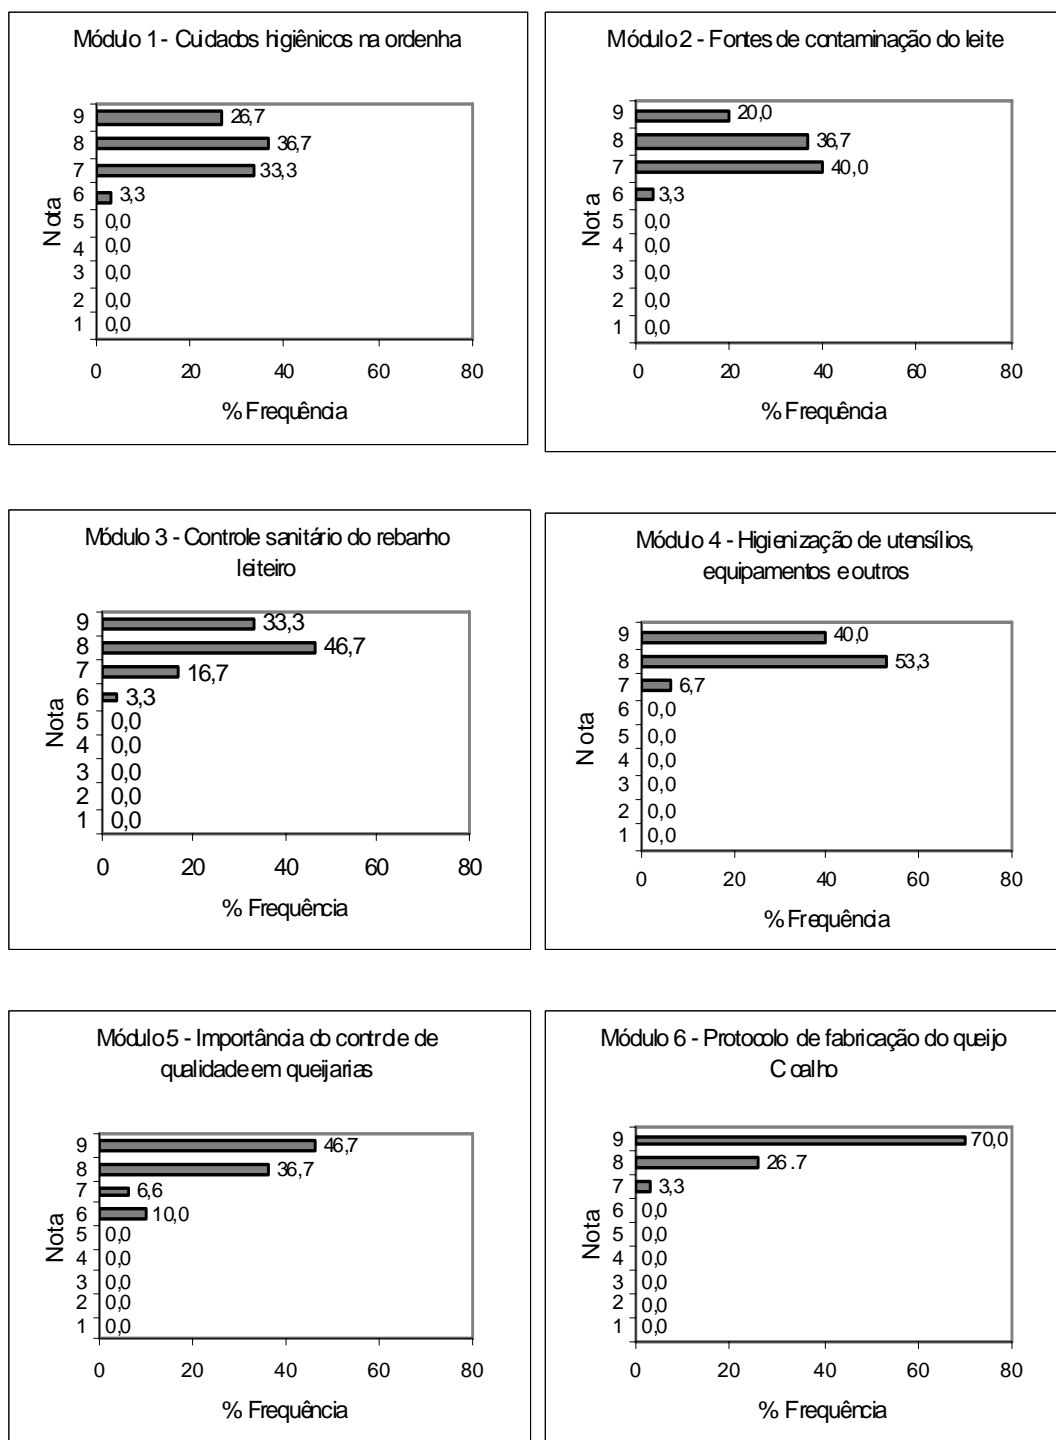 Módulo 1 - Cuidados higiênicos na ordenha
9 26,7
8 36,7
7 33,3
6 3,3
5 0,0
4 0,0
3 0,0
2 0,0
1 0,0
Nota
0 20 40 60 80
% Frequência
Módulo 2 - Fontes de contaminação do leite
9 20,0
8 36,7
7 40,0
6 3,3
5 0,0
4 0,0
3 0,0
2 0,0
1 0,0
Nota
0 20 40 60 80
% Frequência
Módulo 3 - Controle sanitário do rebanho
leiteiro
9 33,3
8 46,7
7 16,7
6 3,3
5 0,0
4 0,0
3 0,0
2 0,0
1 0,0
Nota
0 20 40 60 80
% Frequência
Módulo 4 - Higienização de utensílios,
equipamentos e outros
9 40,0
8 53,3
7 6,7
6 0,0
5 0,0
4 0,0
3 0,0
2 0,0
1 0,0
Nota
0 20 40 60 80
% Frequência
Módulo 5 - Importância do controle de
qualidade em queijarias
9 46,7
8 36,7
7 6,6
6 10,0
5 0,0
4 0,0
3 0,0
2 0,0
1 0,0
Nota
0 20 40 60 80
% Frequência
Módulo 6 - Protocolo de fabricação do queijo
Coalho
9 70,0
8 26.7
7 3,3
6 0,0
5 0,0
4 0,0
3 0,0
2 0,0
1 0,0
Nota
0 20 40 60 80
% Frequência